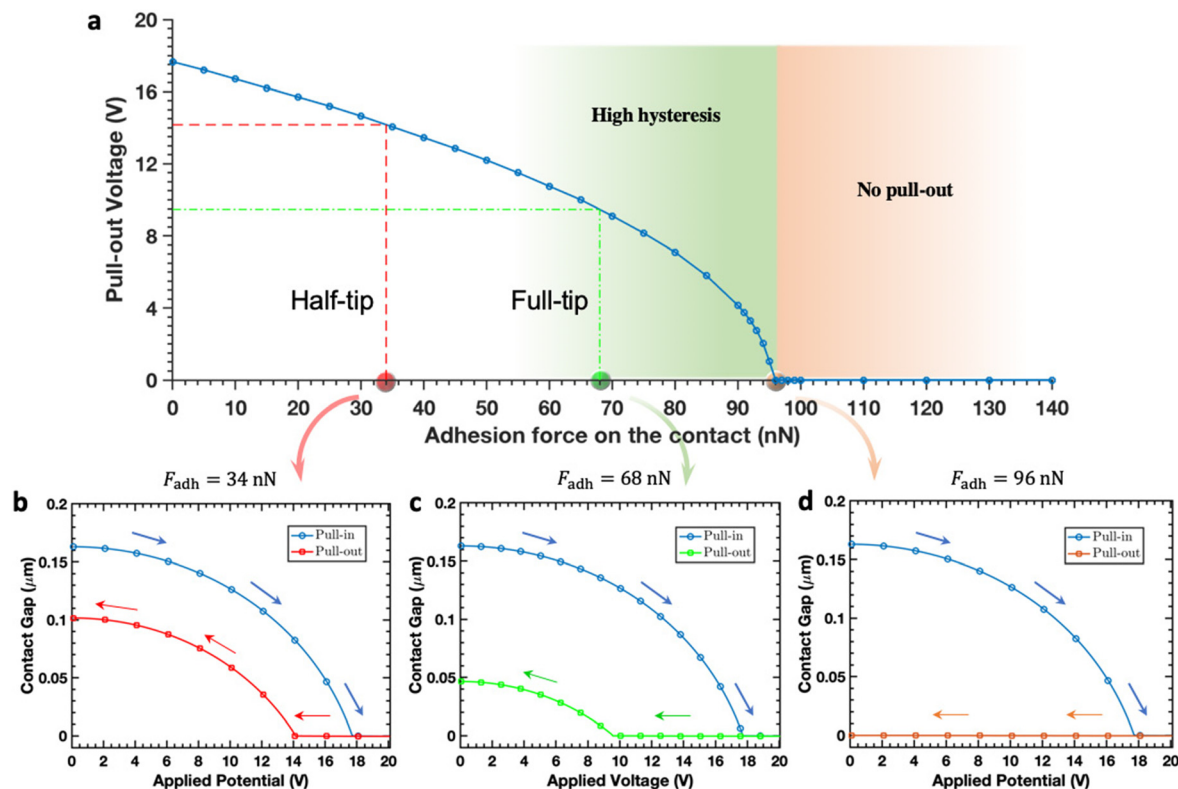 a
20
16
12
8
4
0
Pull-out Voltage (V)
High hysteresis
No pull-out
Half-tip
Full-tip
0 10 20 30 40 50 60 70 80 90 100 110 120 130 140
Adhesion force on the contact (nN)
b
F_adh = 34 nN
0.2
0.15
0.1
0.05
0
Contact Gap (μm)
Pull-in
Pull-out
0 2 4 6 8 10 12 14 16 18 20
Applied Potential (V)
c
F_adh = 68 nN
0.2
0.15
0.1
0.05
0
Contact Gap (μm)
Pull-in
Pull-out
0 2 4 6 8 10 12 14 16 18 20
Applied Voltage (V)
d
F_adh = 96 nN
0.2
0.15
0.1
0.05
0
Contact Gap (μm)
Pull-in
Pull-out
0 2 4 6 8 10 12 14 16 18 20
Applied Potential (V)